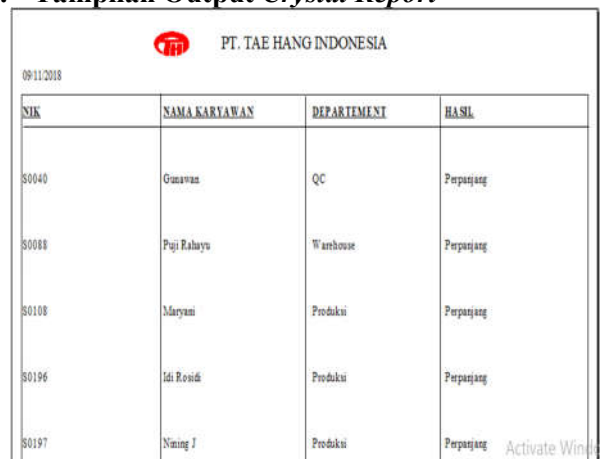 Tampilan Output Crystal Report
TH
PT. TAE HANG INDONESIA
09/11/2018
NIK NAMA KARYAWAN DEPARTEMENT HASIL
S0040 Gunawan QC Perpanjang
S0088 Puji Rahayu Warehouse Perpanjang
S0108 Maryani Produksi Perpanjang
S0196 Idi Rosidi Produksi Perpanjang
S0197 Nining J Produksi Perpanjang
Activate Windo